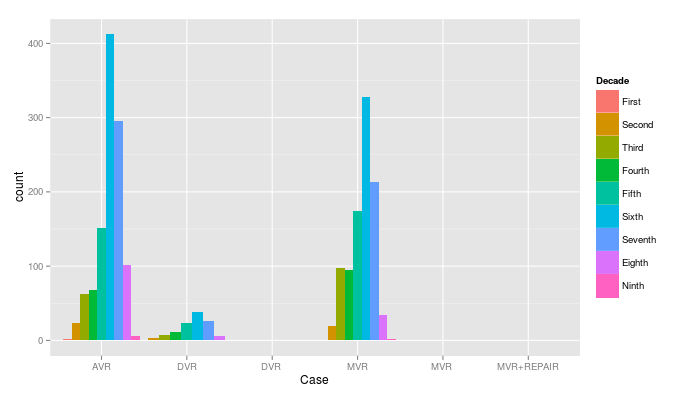 400
300
200
100
0
count
AVR
DVR
DVR
MVR
MVR
MVR+REPAIR
Case
Decade
First
Second
Third
Fourth
Fifth
Sixth
Seventh
Eighth
Ninth